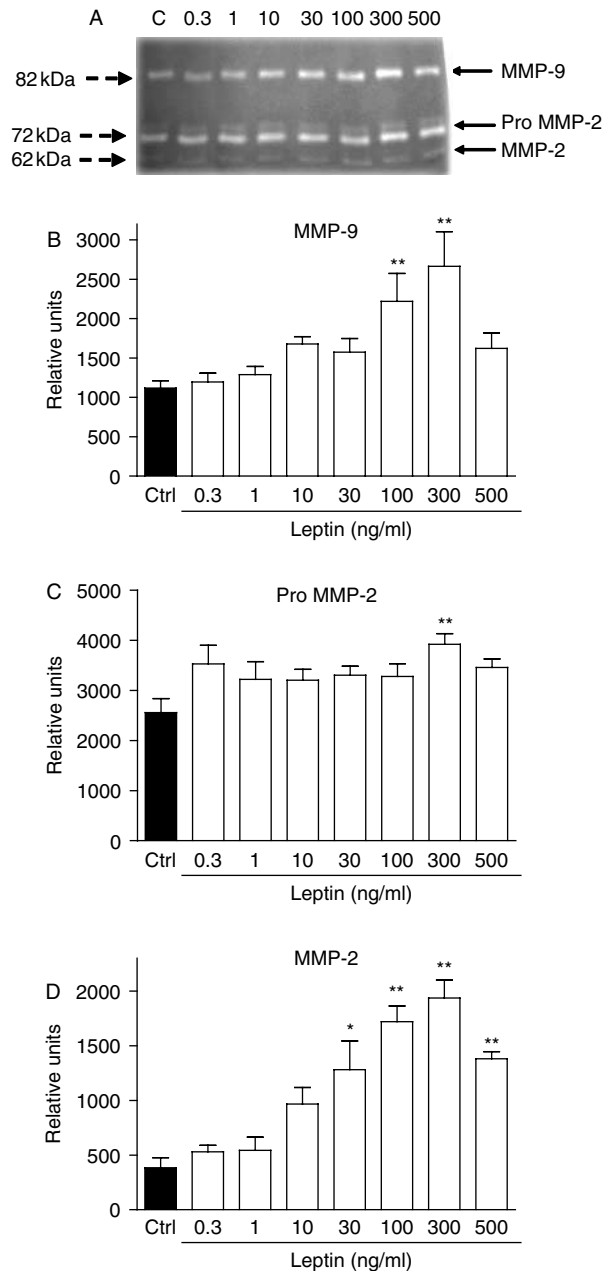 A C 0.3 1 10 30 100 300 500
82 kDa MMP-9
72 kDa Pro MMP-2
62 kDa MMP-2
B MMP-9
Relative units
3000
2500
2000
1500
1000
500
0
** **
Ctrl 0.3 1 10 30 100 300 500
Leptin (ng/ml)
C Pro MMP-2
Relative units
5000
4000
3000
2000
1000
0
**
Ctrl 0.3 1 10 30 100 300 500
Leptin (ng/ml)
D MMP-2
Relative units
2000
1500
1000
500
0
* ** ** **
Ctrl 0.3 1 10 30 100 300 500
Leptin (ng/ml)